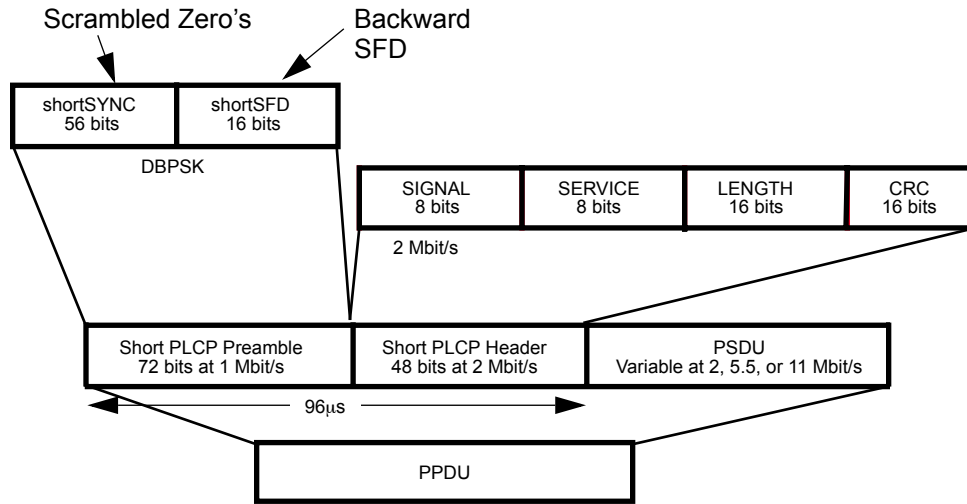 Scrambled Zero's
Backward
SFD
shortSYNC
56 bits
shortSFD
16 bits
DBPSK
SIGNAL
8 bits
SERVICE
8 bits
LENGTH
16 bits
CRC
16 bits
2 Mbit/s
Short PLCP Preamble
72 bits at 1 Mbit/s
Short PLCP Header
48 bits at 2 Mbit/s
PSDU
Variable at 2, 5.5, or 11 Mbit/s
96μs
PPDU